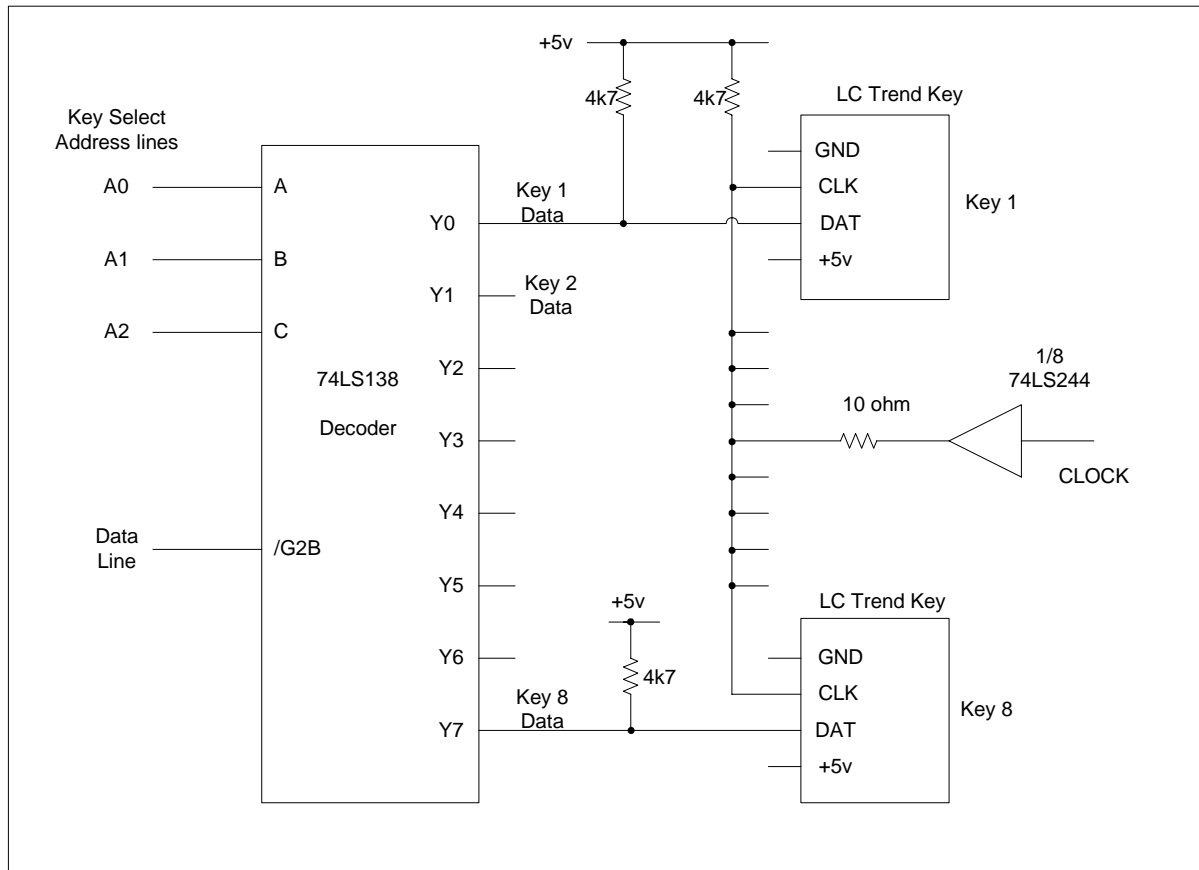 +5v
4k7
4k7
LC Trend Key
Key Select
Address lines
GND
CLK
DAT
+5v
Key 1
A0
A
A1
B
A2
C
Y0
Key 1
Data
Y1
Key 2
Data
Y2
74LS138
Decoder
Y3
Y4
Y5
Y6
Y7
1/8
74LS244
10 ohm
CLOCK
Data
Line
/G2B
+5v
4k7
Key 8
Data
LC Trend Key
GND
CLK
DAT
+5v
Key 8